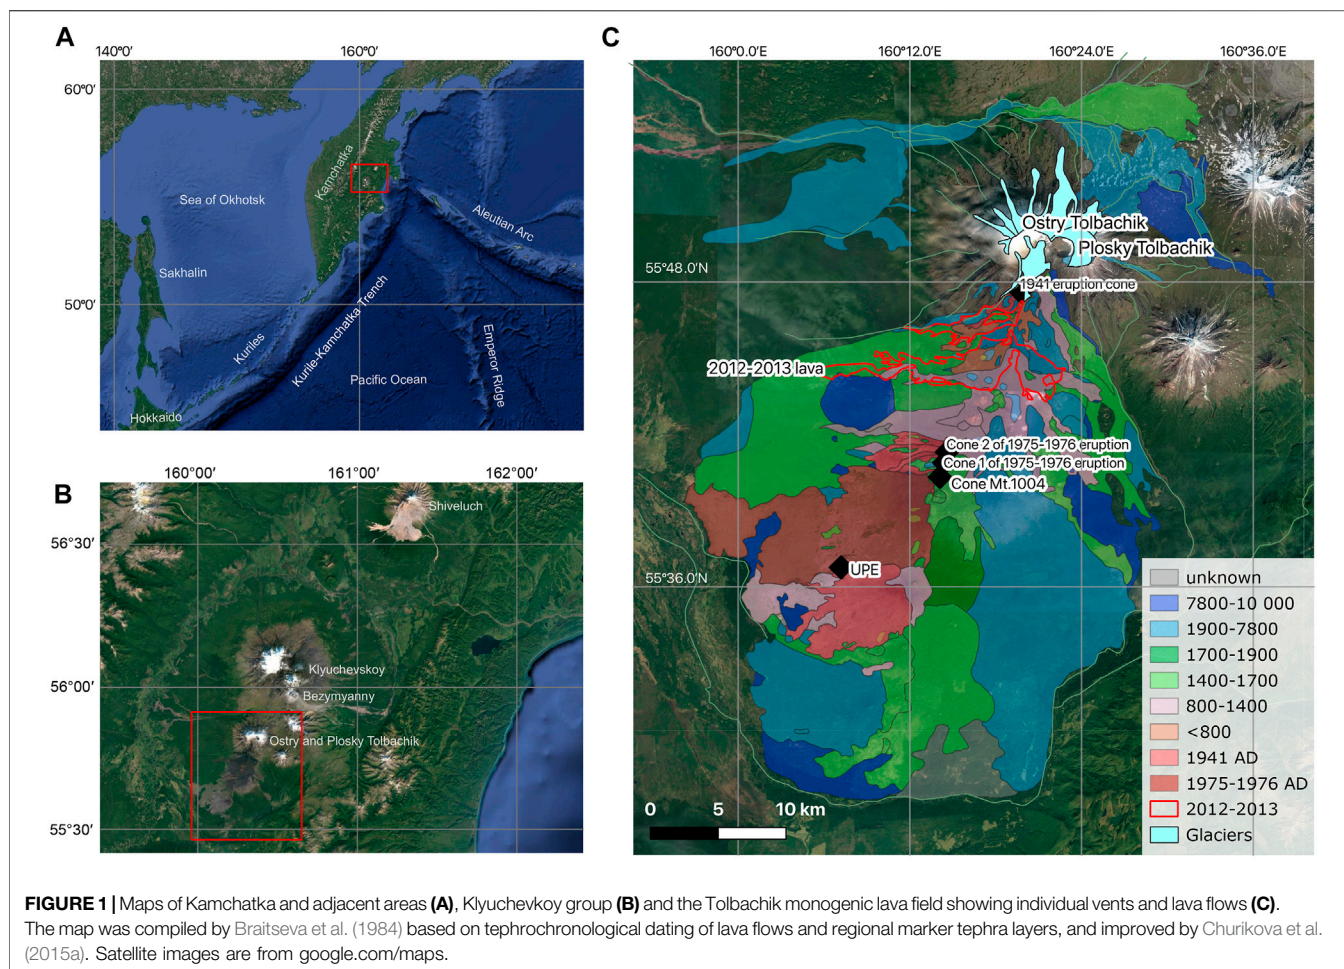 A
140°0′
160°0′
60°0′
50°0′
Kamchatka
Sea of Okhotsk
Aleutian Arc
Sakhalin
Kuriles
Kurile-Kamchatka-Trench
Emperor Ridge
Pacific Ocean
Hokkaido
B
160°00′
161°00′
162°00′
56°30′
56°00′
55°30′
Shiveluch
Klyuchevskoy
Bezymyanny
Ostry and Plosky Tolbachik
C
160°0.0′E
160°12.0′E
160°24.0′E
160°36.0′E
55°48.0′N
55°36.0′N
Ostry Tolbachik
Plosky Tolbachik
1941 eruption cone
2012-2013 lava
Cone 2 of 1975-1976 eruption
Cone 1 of 1975-1976 eruption
Cone Mt.1004
UPE
0 5 10 km
unknown
7800-10 000
1900-7800
1700-1900
1400-1700
800-1400
<800
1941 AD
1975-1976 AD
2012-2013
Glaciers
FIGURE 1 | Maps of Kamchatka and adjacent areas (A), Klyuchevkoy group (B) and the Tolbachik monogenic lava field showing individual vents and lava flows (C).
The map was compiled by Braitseva et al. (1984) based on tephrochronological dating of lava flows and regional marker tephra layers, and improved by Churikova et al.
(2015a). Satellite images are from google.com/maps.